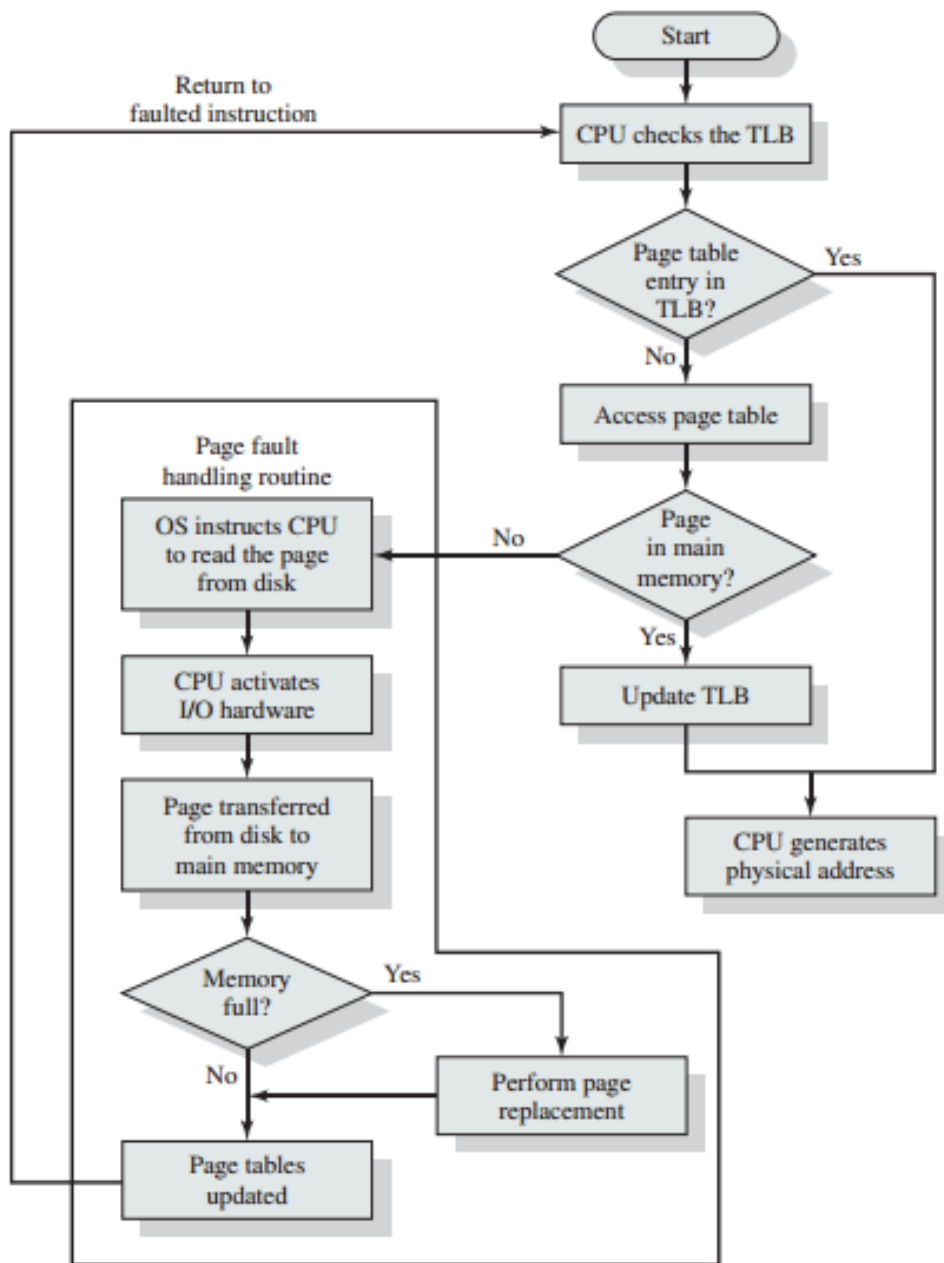 Start
Return to
faulted instruction
CPU checks the TLB
Page table
entry in
TLB?
Yes
No
Access page table
Page fault
handling routine
OS instructs CPU
to read the page
from disk
No
Page
in main
memory?
Yes
CPU activates
I/O hardware
Update TLB
Page transferred
from disk to
main memory
CPU generates
physical address
Memory
full?
Yes
No
Perform page
replacement
Page tables
updated